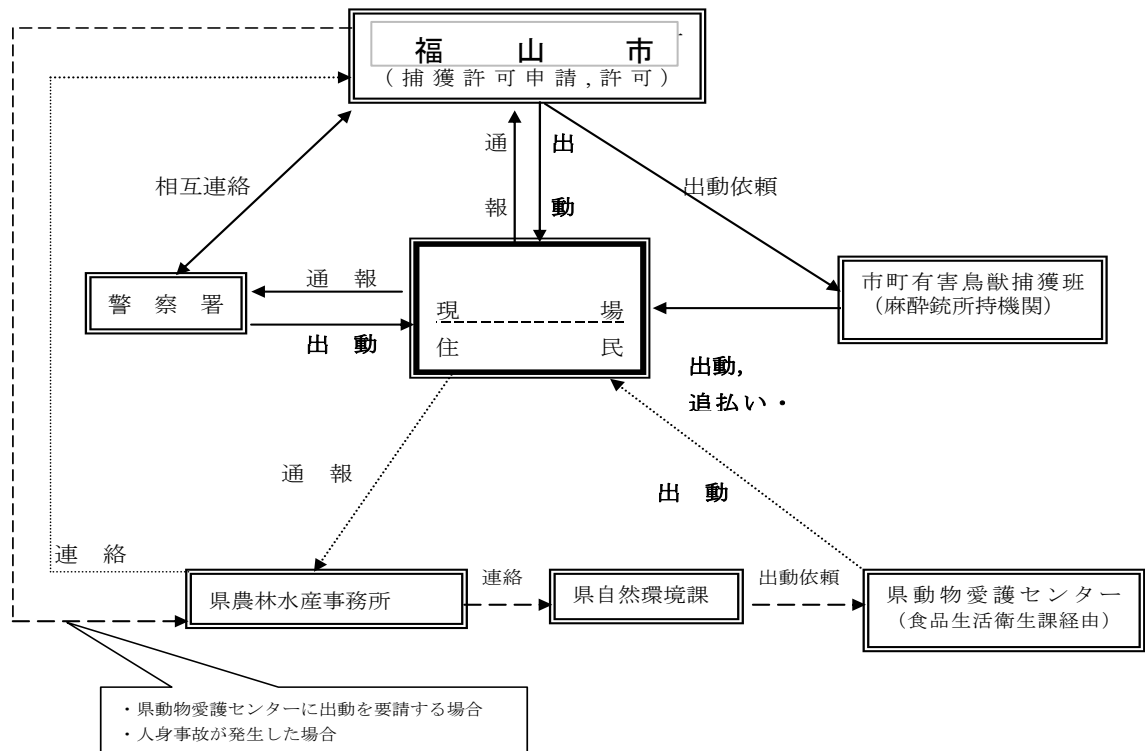 福山市
(捕獲許可申請,許可)
通報
出動
相互連絡
出動依頼
通 報
警察署
出 動
現場
住民
市町有害鳥獣捕獲班
(麻酔銃所持機関)
出動,
追払い・
通 報
出 動
連 絡
県農林水産事務所
連絡
県自然環境課
出動依頼
県動物愛護センター
(食品生活衛生課経由)
・県動物愛護センターに出動を要請する場合
・人身事故が発生した場合